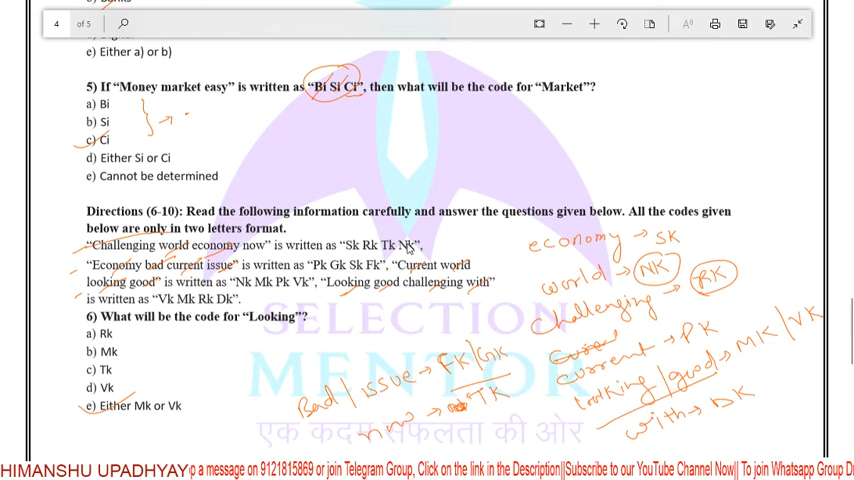 4 of 5
e) Either a) or b)
5) If “Money market easy” is written as “Bi Si Ci”, then what will be the code for “Market”?
a) Bi
b) Si
c) Ci
d) Either Si or Ci
e) Cannot be determined
Directions (6-10): Read the following information carefully and answer the questions given below. All the codes given
below are only in two letters format.
“Challenging world economy now” is written as “Sk Rk Tk Nk”,
“Economy bad current issue” is written as “Pk Gk Sk Fk”, “Current world
looking good” is written as “Nk Mk Pk Vk”, “Looking good challenging with”
is written as “Vk Mk Rk Dk”.
6) What will be the code for “Looking”?
a) Rk
b) Mk
c) Tk
d) Vk
e) Either Mk or Vk
economy → SK
world → NK
Challenging → RK
current → PK
looking/good → MK/VK
with → DK
Bad/issue → FK/GK
now → TK
SELECTION
MENTOR
एक कदम सफलता की ओर
HIMANSHU UPADHYAY
p a message on 9121815869 or join Telegram Group, Click on the link in the Description||Subscribe to our YouTube Channel Now|| To join Whatsapp Group D